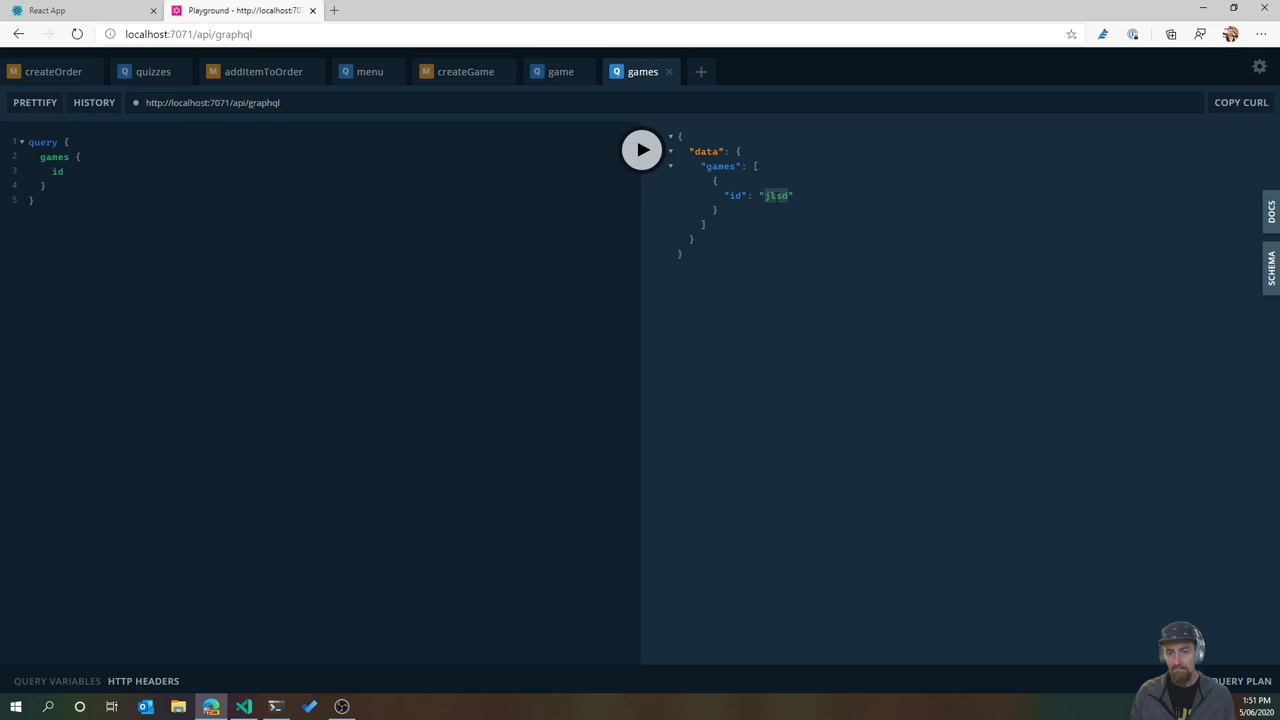 React App
Playground - http://localhost:707
localhost:7071/api/graphql
createOrder
quizzes
addItemToOrder
menu
createGame
game
games
PRETTIFY
HISTORY
http://localhost:7071/api/graphql
COPY CURL
1 query {
2 games {
3 id
4 }
5 }
{
"data": {
"games": [
{
"id": "jlsd"
}
]
}
}
DOCS
SCHEMA
QUERY VARIABLES
HTTP HEADERS
QUERY PLAN
1:51 PM
5/06/2020